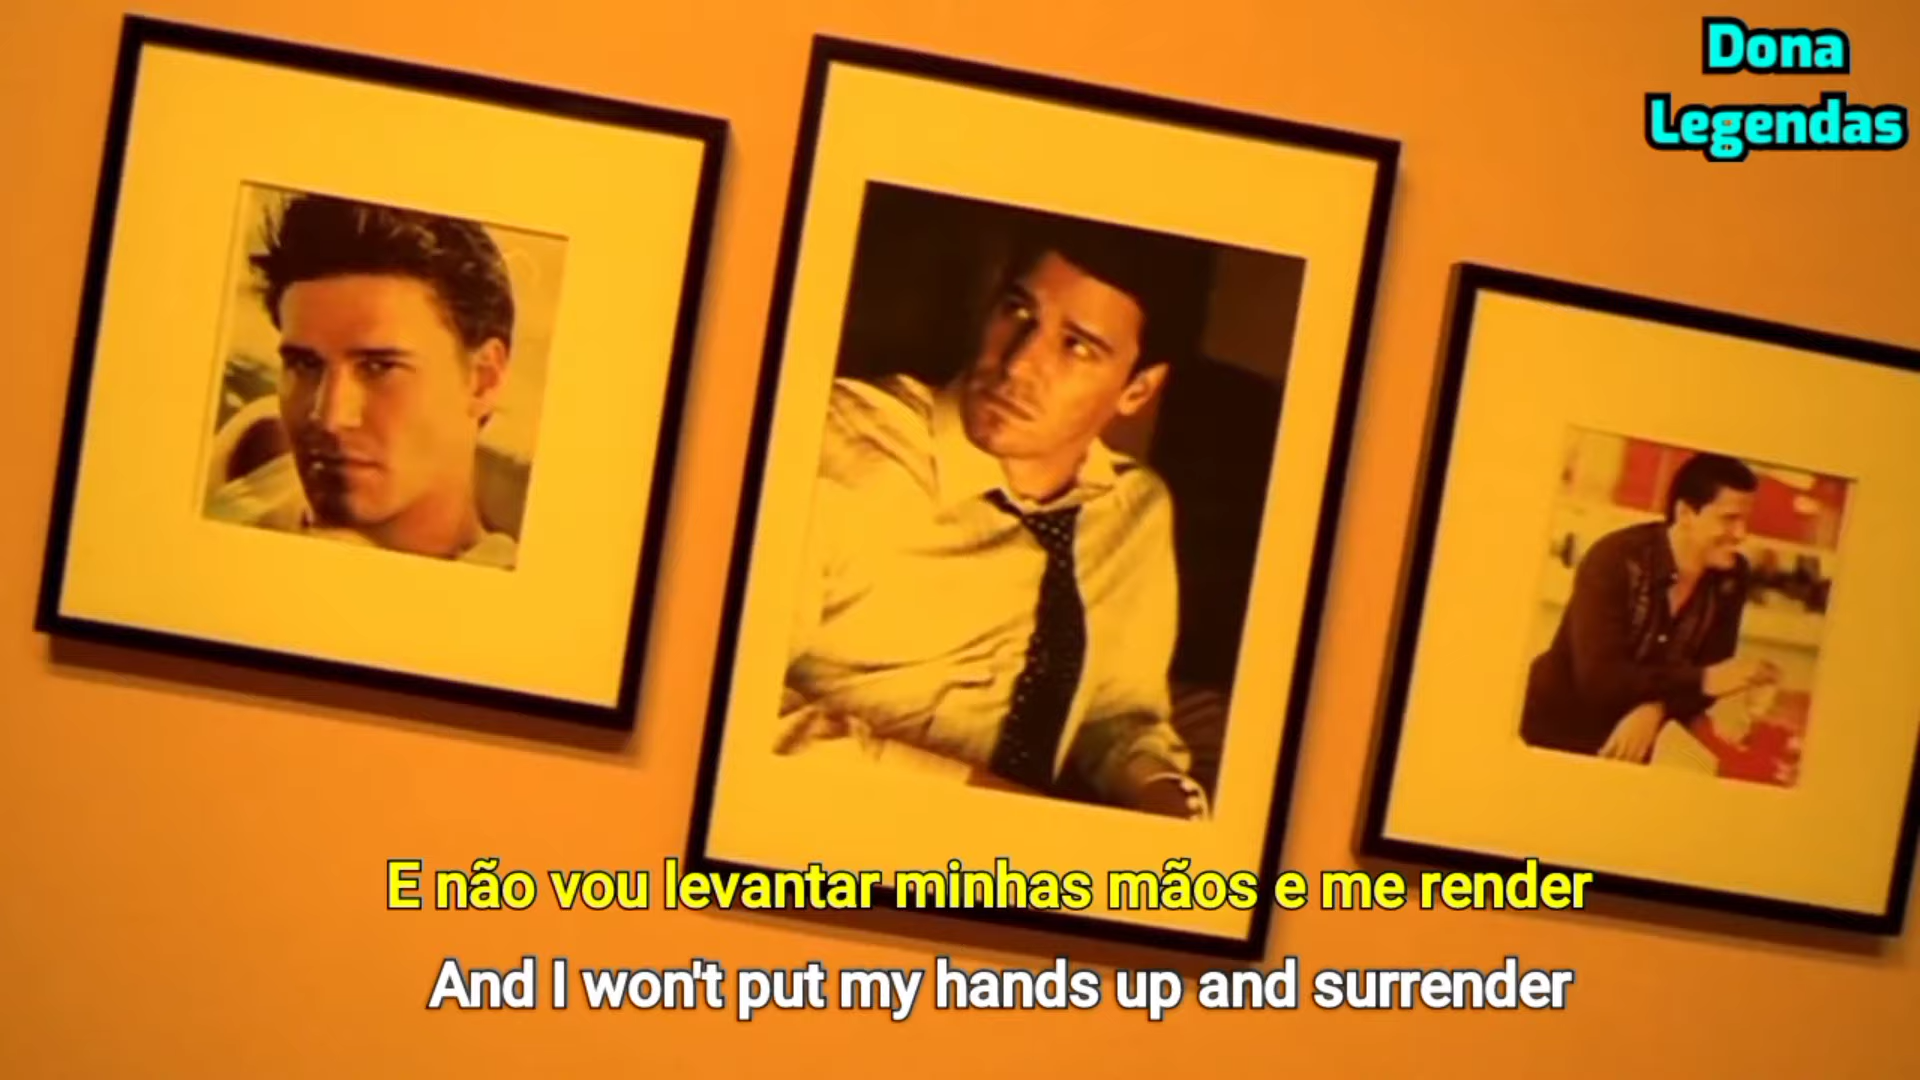 Dona
Legendas
E não vou levantar minhas mãos e me render
And I won't put my hands up and surrender